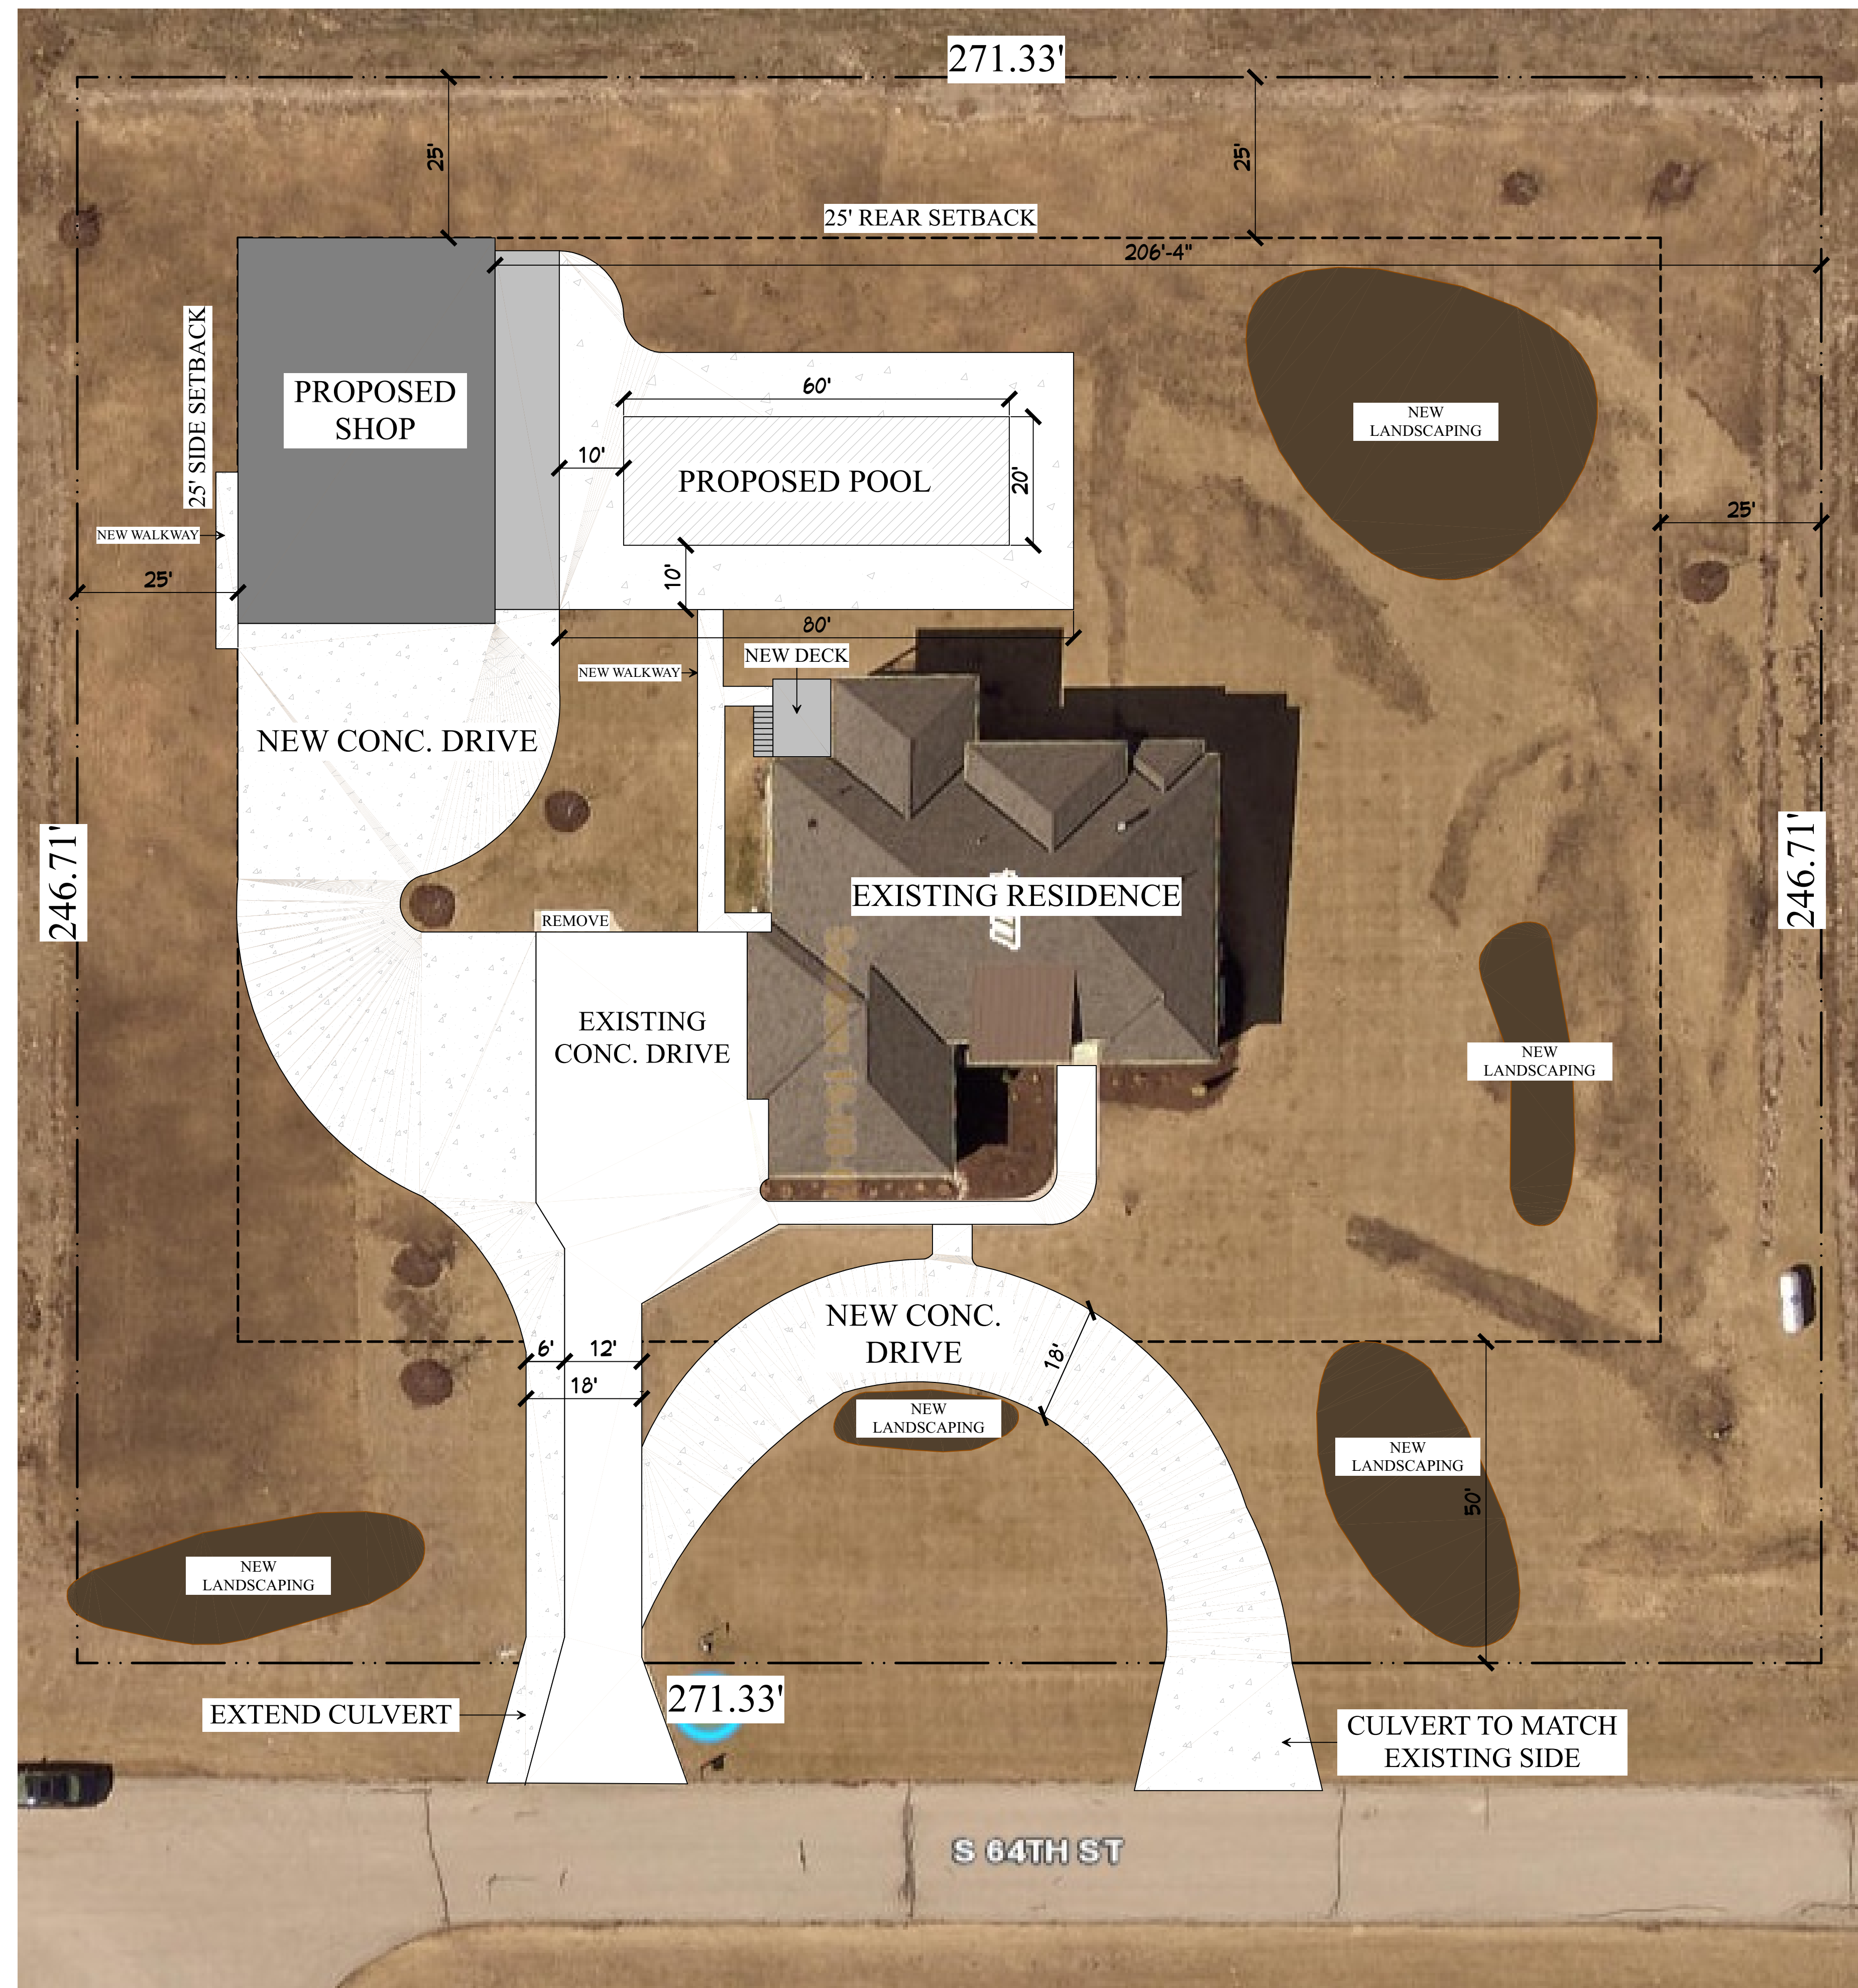 271.33'
25'
25'
25' REAR SETBACK
206'-4"
25' SIDE SETBACK
PROPOSED
SHOP
60'
NEW
LANDSCAPING
10'
PROPOSED POOL
20'
25'
NEW WALKWAY
25'
10'
80'
NEW WALKWAY
NEW DECK
NEW CONC. DRIVE
246.71'
246.71'
EXISTING RESIDENCE
REMOVE
EXISTING
CONC. DRIVE
NEW
LANDSCAPING
NEW CONC.
DRIVE
6'
12'
18'
18'
NEW
LANDSCAPING
NEW
LANDSCAPING
50'
NEW
LANDSCAPING
271.33'
EXTEND CULVERT
CULVERT TO MATCH
EXISTING SIDE
S 64TH ST